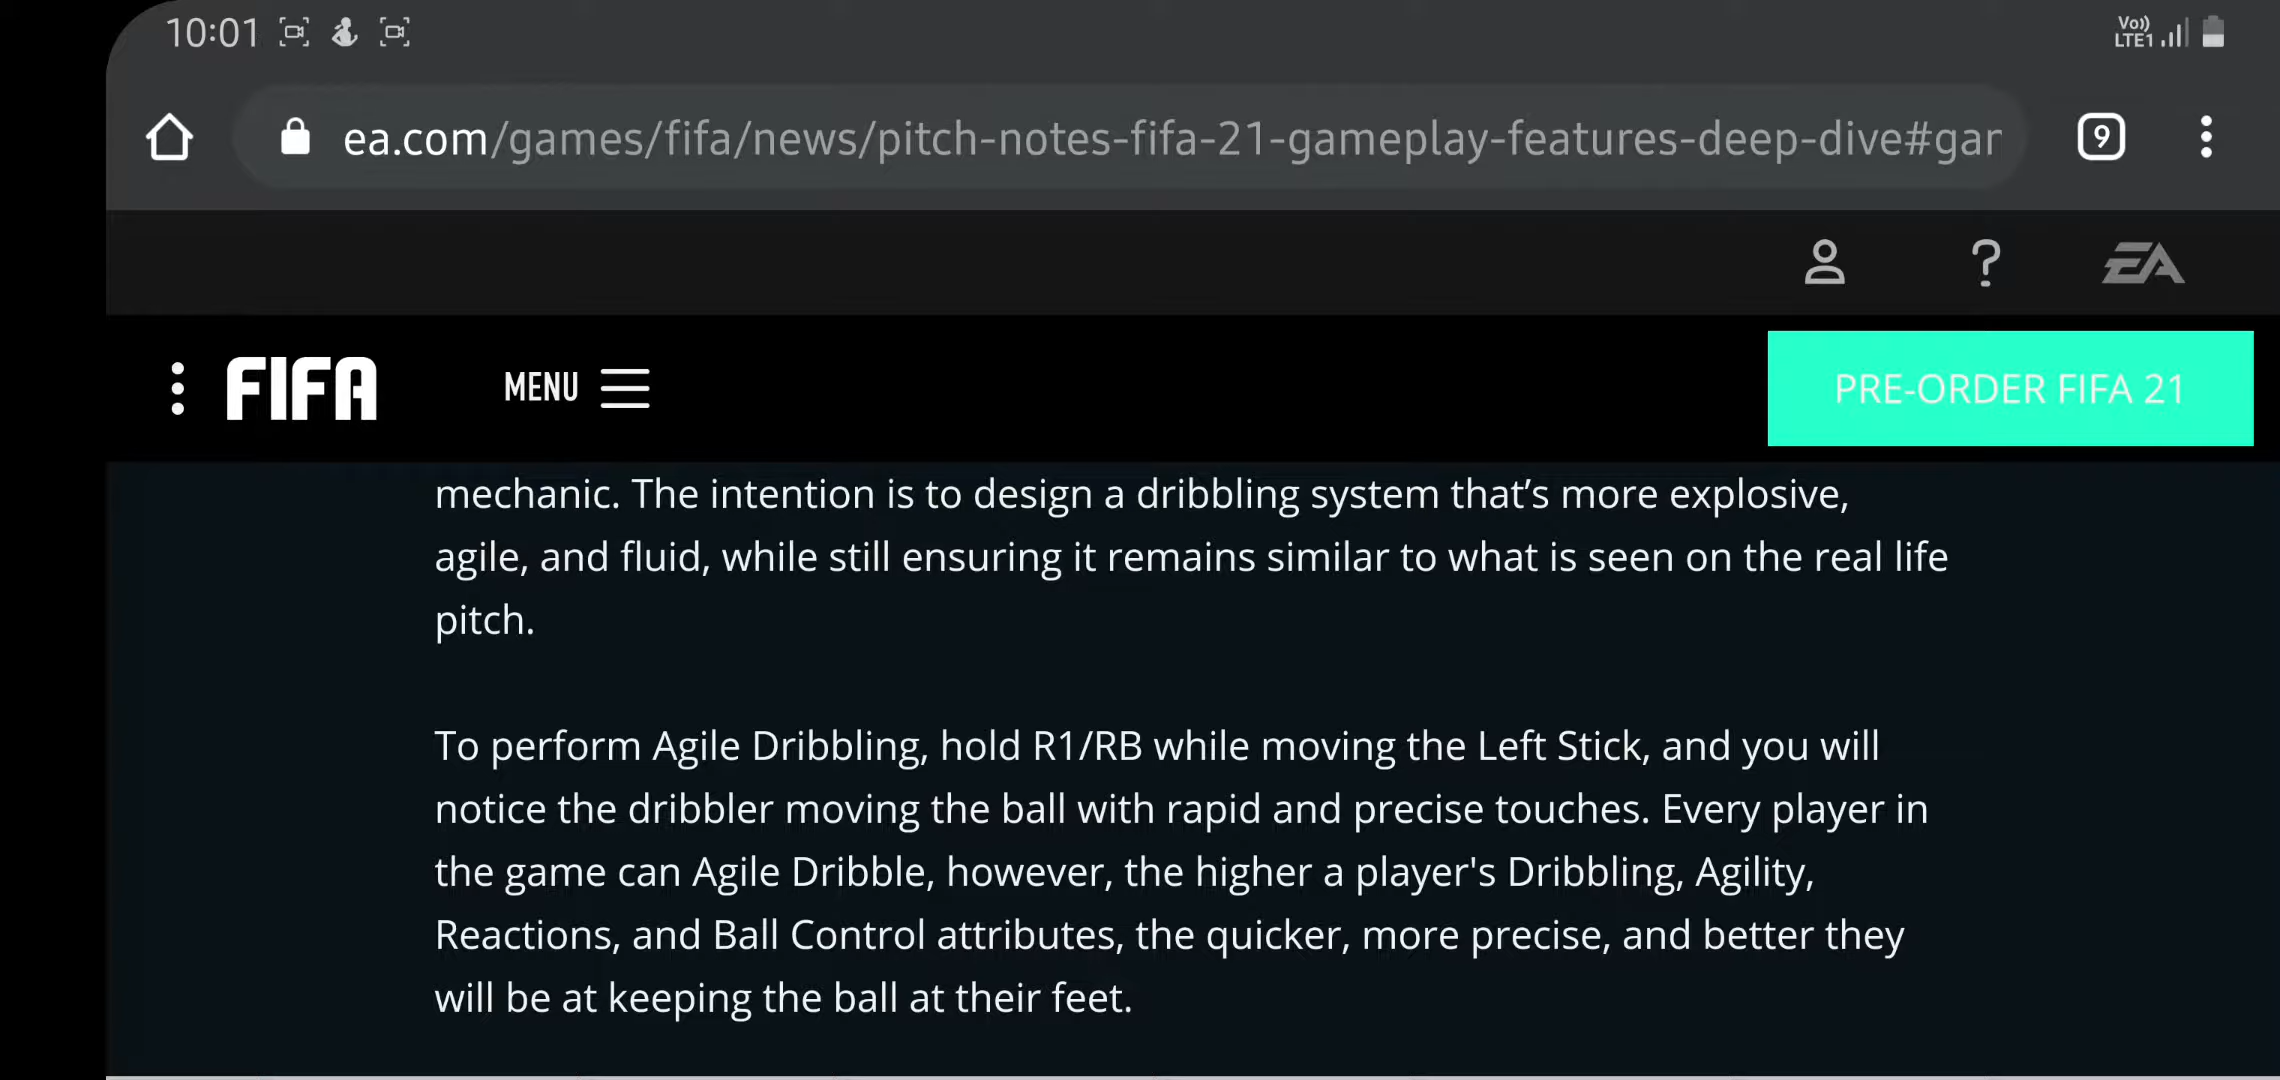 10:01
Vo))
LTE1
ea.com/games/fifa/news/pitch-notes-fifa-21-gameplay-features-deep-dive#gar
9
EA
FIFA
MENU
PRE-ORDER FIFA 21
mechanic. The intention is to design a dribbling system that’s more explosive,
agile, and fluid, while still ensuring it remains similar to what is seen on the real life
pitch.
To perform Agile Dribbling, hold R1/RB while moving the Left Stick, and you will
notice the dribbler moving the ball with rapid and precise touches. Every player in
the game can Agile Dribble, however, the higher a player's Dribbling, Agility,
Reactions, and Ball Control attributes, the quicker, more precise, and better they
will be at keeping the ball at their feet.